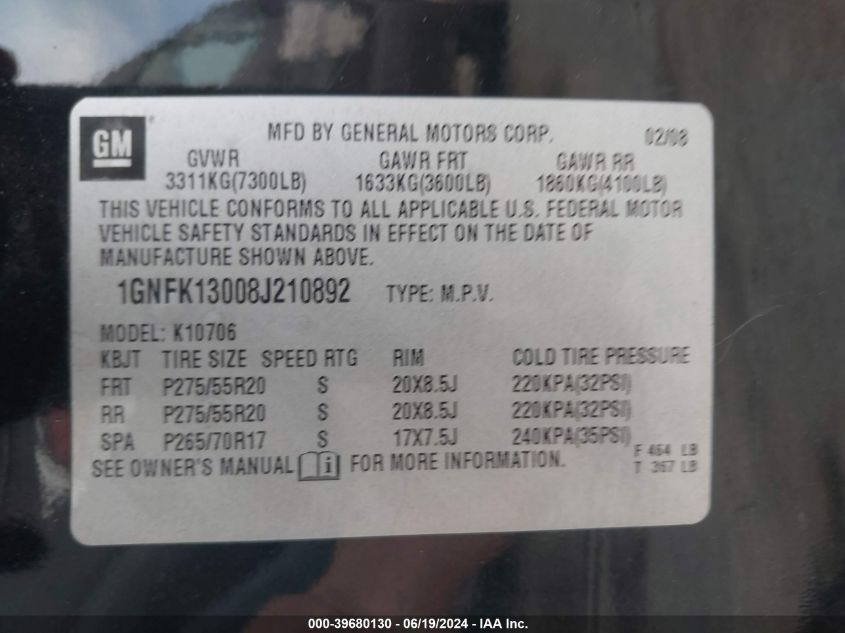 GM
MFD BY GENERAL MOTORS CORP. 02/08
GVWR GAWR FRT GAWR RR
3311KG(7300LB) 1633KG(3600LB) 1860KG(4100LB)
THIS VEHICLE CONFORMS TO ALL APPLICABLE U.S. FEDERAL MOTOR
VEHICLE SAFETY STANDARDS IN EFFECT ON THE DATE OF
MANUFACTURE SHOWN ABOVE.
1GNFK13008J210892 TYPE: M.P.V.
MODEL: K10706
KBJT TIRE SIZE SPEED RTG RIM COLD TIRE PRESSURE
FRT P275/55R20 S 20X8.5J 220KPA(32PSI)
RR P275/55R20 S 20X8.5J 220KPA(32PSI)
SPA P265/70R17 S 17X7.5J 240KPA(35PSI)
F 464 LB
SEE OWNER'S MANUAL i FOR MORE INFORMATION. T 367 LB
000-39680130 - 06/19/2024 - IAA Inc.